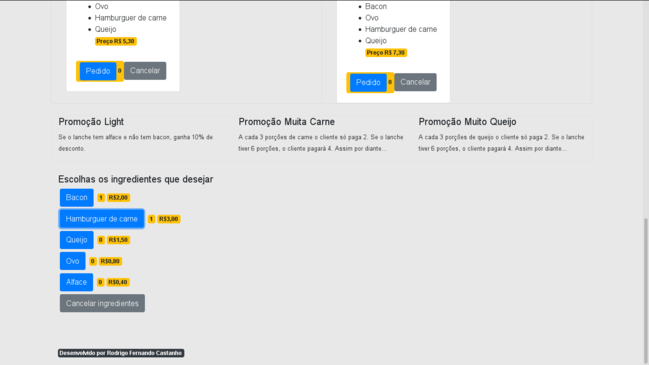 Ovo
Hamburguer de carne
Queijo
Preço R$ 5,30
Pedido 0 Cancelar
Bacon
Ovo
Hamburguer de carne
Queijo
Preço R$ 7,30
Pedido 0 Cancelar
Promoção Light
Se o lanche tem alface e não tem bacon, ganha 10% de
desconto.
Promoção Muita Carne
A cada 3 porções de carne o cliente só paga 2. Se o lanche
tiver 6 porções, o cliente pagará 4. Assim por diante...
Promoção Muito Queijo
A cada 3 porções de queijo o cliente só paga 2. Se o lanche
tiver 6 porções, o cliente pagará 4. Assim por diante...
Escolhas os ingredientes que desejar
Bacon 1 R$2,00
Hamburguer de carne 1 R$3,00
Queijo 0 R$1,50
Ovo 0 R$0,80
Alface 0 R$0,40
Cancelar ingredientes
Desenvolvido por Rodrigo Fernando Castanho